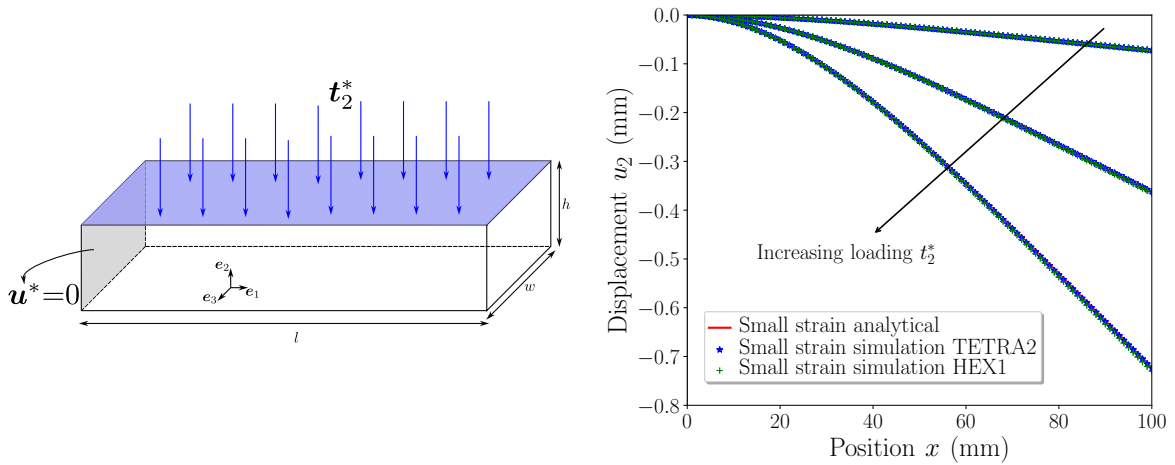 t₂*
h
u*=0
e₂
e₃
e₁
w
l
Displacement u₂ (mm)
0.0
−0.1
−0.2
−0.3
−0.4
−0.5
−0.6
−0.7
−0.8
Increasing loading t₂*
Small strain analytical
Small strain simulation TETRA2
Small strain simulation HEX1
0
20
40
60
80
100
Position x (mm)